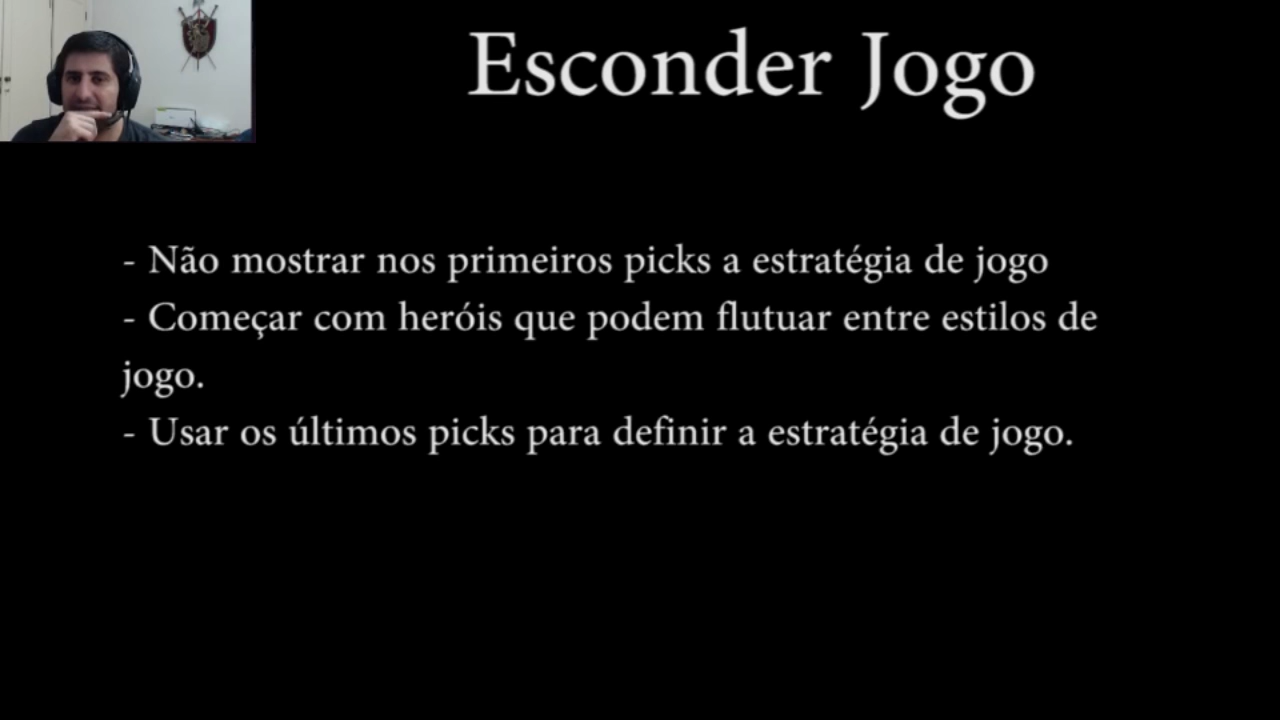 Esconder Jogo
- Não mostrar nos primeiros picks a estratégia de jogo
- Começar com heróis que podem flutuar entre estilos de
jogo.
- Usar os últimos picks para definir a estratégia de jogo.